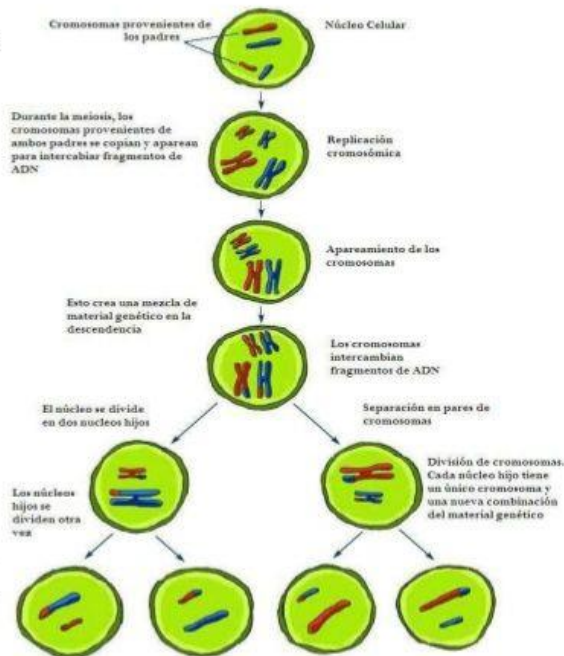 Cromosomas provenientes de
los padres
Núcleo Celular
Durante la meiosis, los
cromosomas provenientes de
ambos padres se copian y aparean
para intercabiar fragmentos de
ADN
Replicación
cromosómica
Apareamiento de los
cromosomas
Esto crea una mezcla de
material genético en la
descendencia
Los cromosomas
intercambian
fragmentos de ADN
El núcleo se divide
en dos nucleos hijos
Separación en pares de
cromosomas
Los núcleos
hijos se
dividen otra
vez
División de cromosomas.
Cada núcleo hijo tiene
un único cromosoma y
una nueva combinación
del material genético